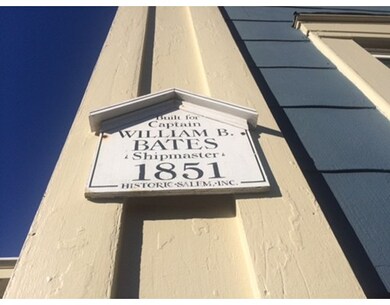 Built for
Captain
WILLIAM B.
BATES
Shipmaster
1851
HISTORIC SALEM, INC.